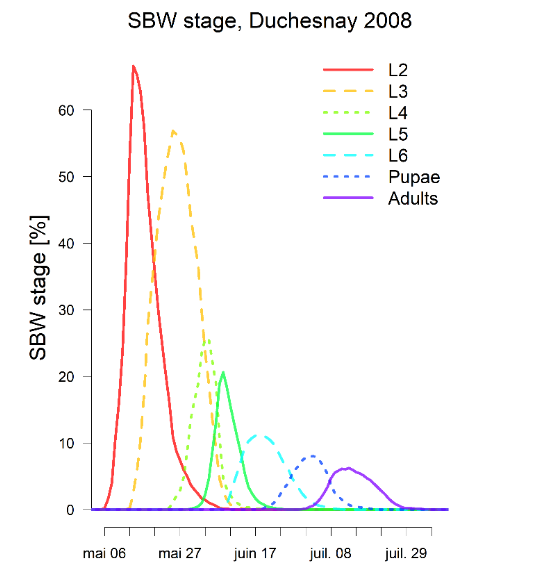 SBW stage, Duchesnay 2008
L2
L3
L4
L5
L6
Pupae
Adults
SBW stage [%]
60
50
40
30
20
10
0
mai 06 mai 27 juin 17 juil. 08 juil. 29